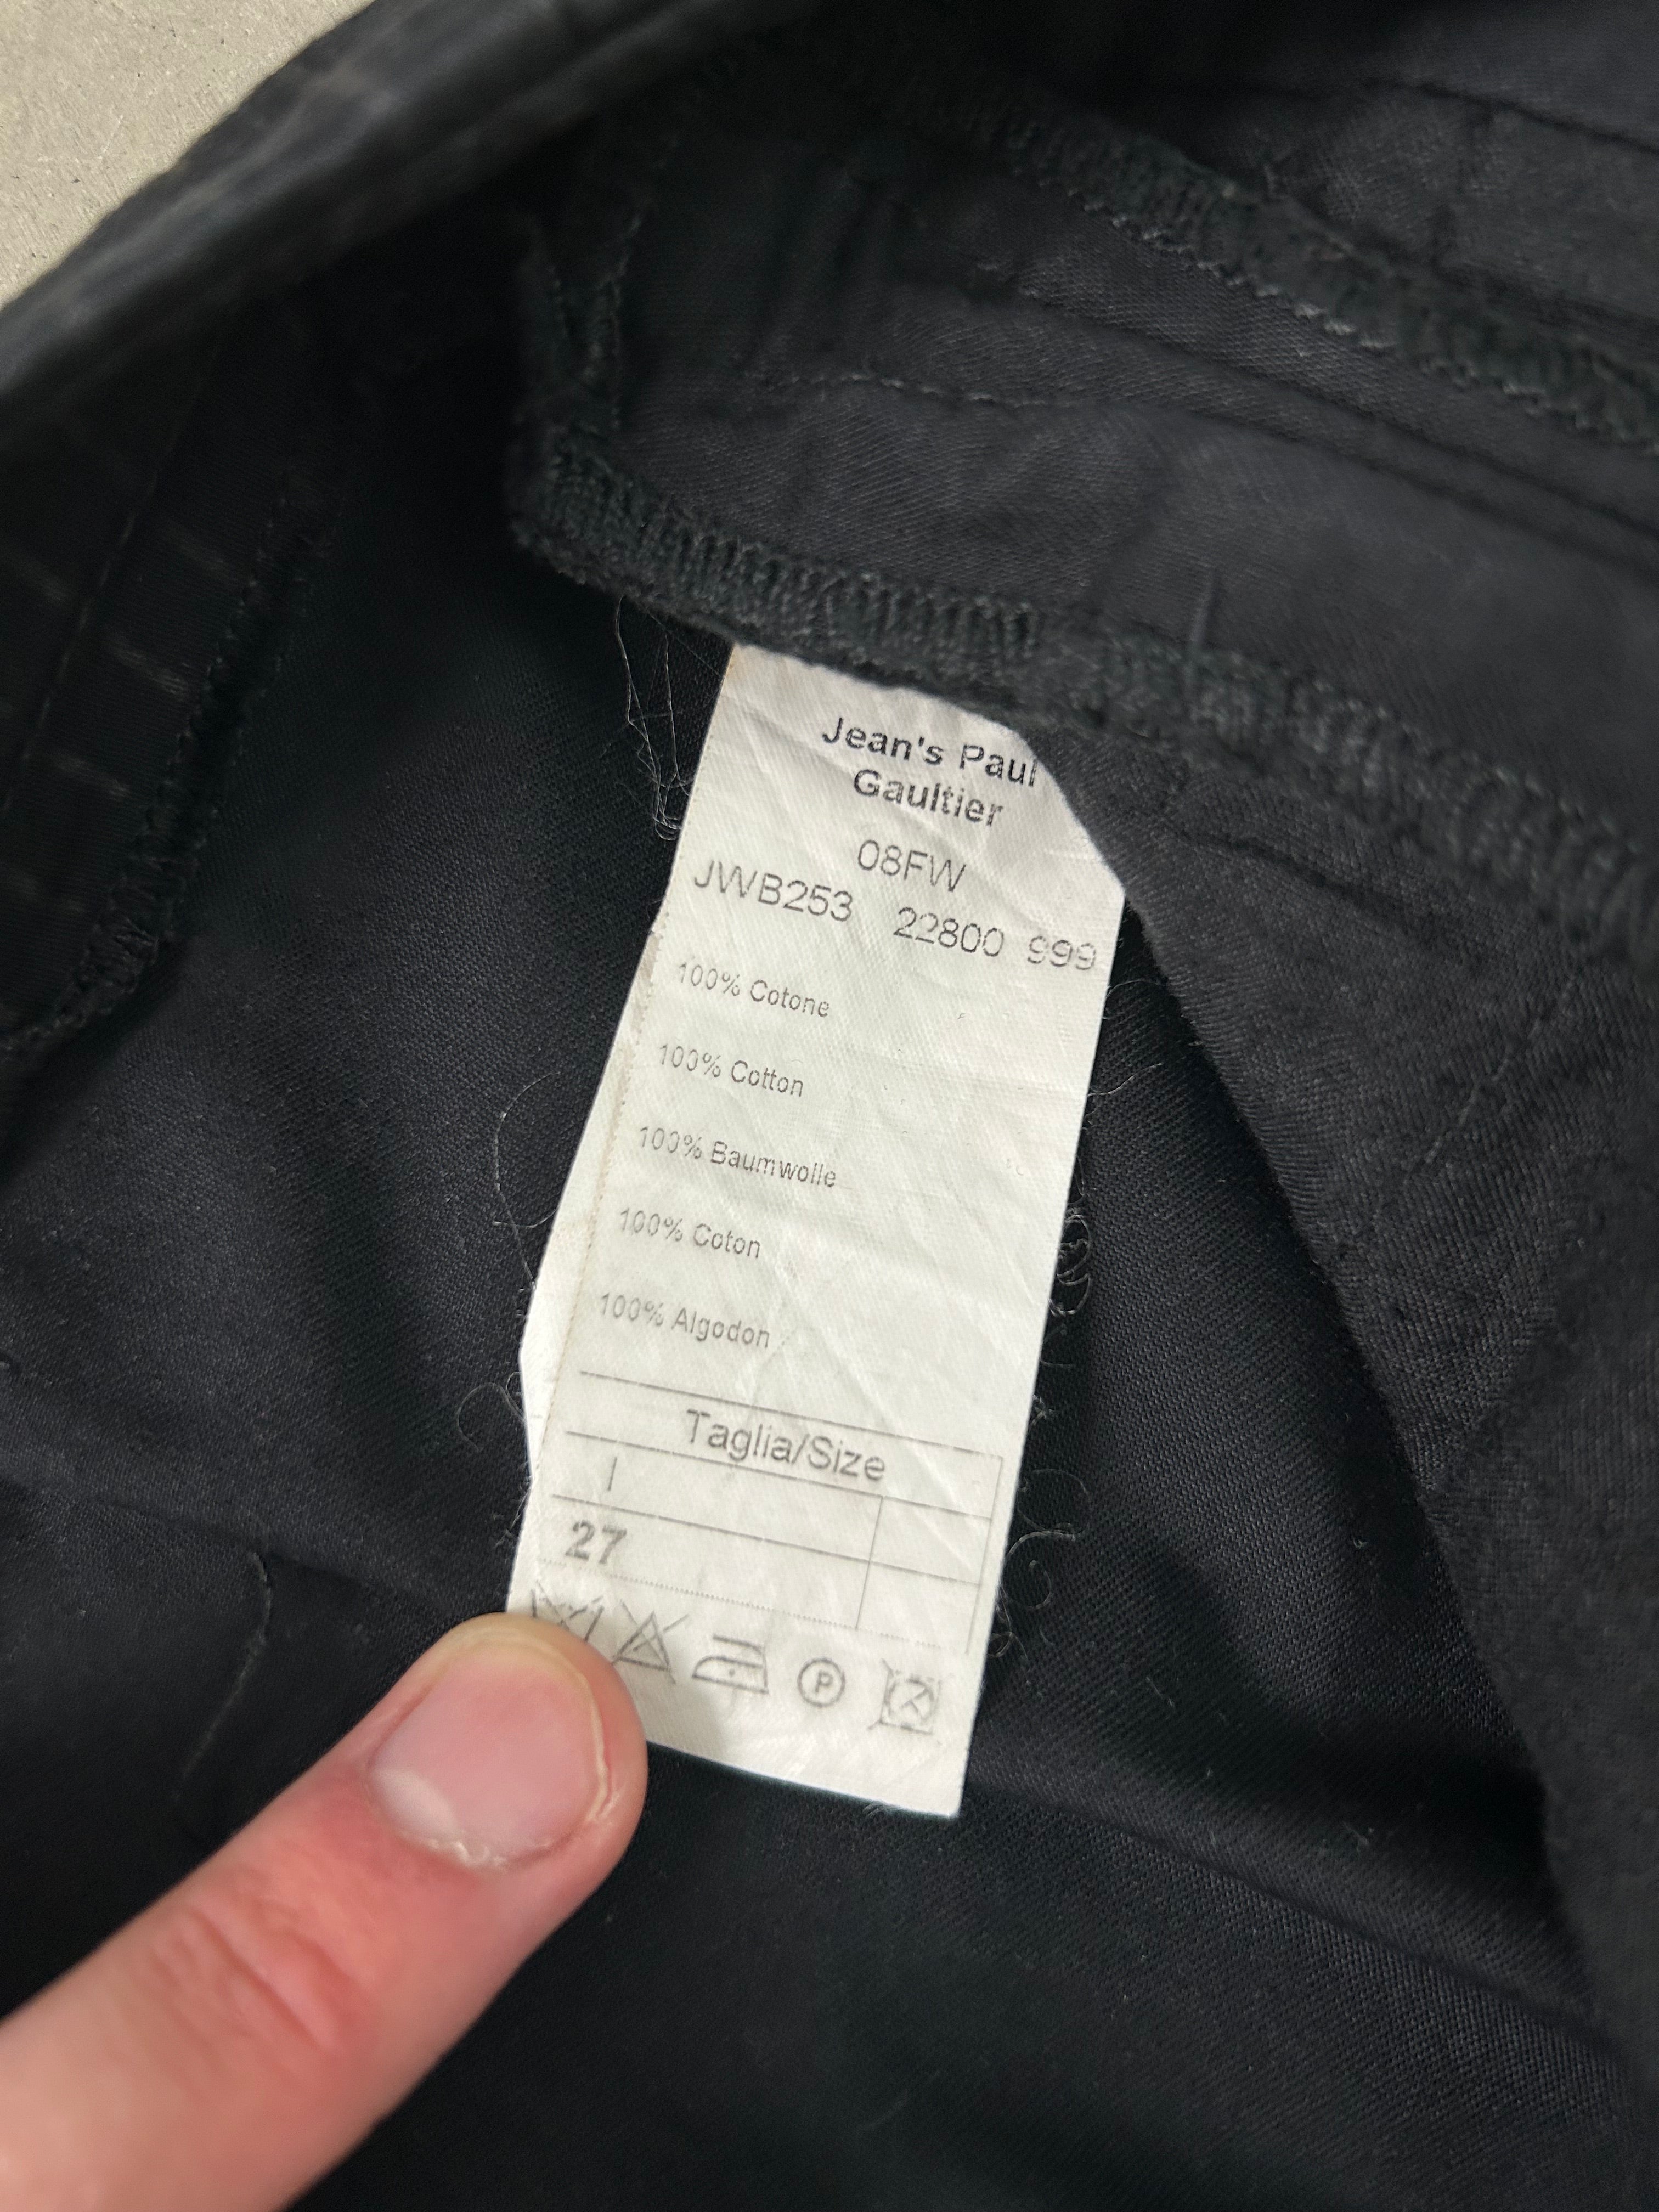 Jean's Paul
Gaultier
08FW
JWB253 22800 999
100% Cotone
100% Cotton
100% Baumwolle
100% Coton
100% Algodon
Taglia/Size
I
27
P